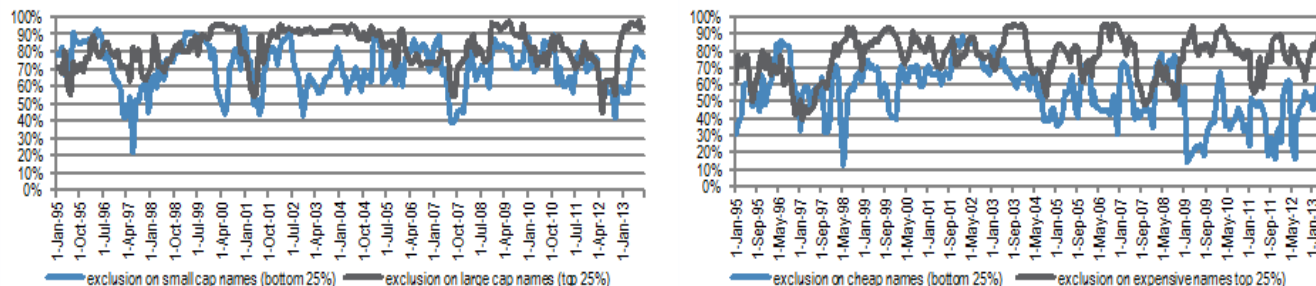 100%
90%
80%
70%
60%
50%
40%
30%
20%
10%
0%
1-Jan-95
1-Oct-95
1-Jul-96
1-Apr-97
1-Jan-98
1-Oct-98
1-Jul-99
1-Apr-00
1-Jan-01
1-Oct-01
1-Jul-02
1-Apr-03
1-Jan-04
1-Oct-04
1-Jul-05
1-Apr-06
1-Jan-07
1-Oct-07
1-Jul-08
1-Apr-09
1-Jan-10
1-Oct-10
1-Jul-11
1-Apr-12
1-Jan-13
exclusion on small cap names (bottom 25%)
exclusion on large cap names (top 25%)
100%
90%
80%
70%
60%
50%
40%
30%
20%
10%
0%
1-Jan-95
1-Sep-95
1-May-96
1-Jan-97
1-Sep-97
1-May-98
1-Jan-99
1-Sep-99
1-May-00
1-Jan-01
1-Sep-01
1-May-02
1-Jan-03
1-Sep-03
1-May-04
1-Jan-05
1-Sep-05
1-May-06
1-Jan-07
1-Sep-07
1-May-08
1-Jan-09
1-Sep-09
1-May-10
1-Jan-11
1-Sep-11
1-May-12
1-Jan-13
exclusion on cheap names (bottom 25%)
exclusion on expensive names top 25%)